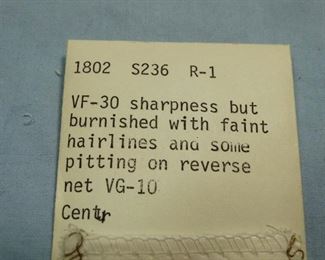 1802 S236 R-1
VF-30 sharpness but
burnished with faint
hairlines and some
pitting on reverse
net VG-10
Centr